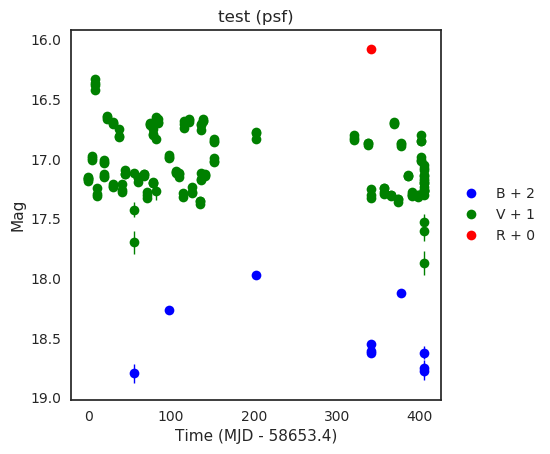 test (psf)
16.0
16.5
17.0
17.5
18.0
18.5
19.0
Mag
0
100
200
300
400
Time (MJD - 58653.4)
B + 2
V + 1
R + 0